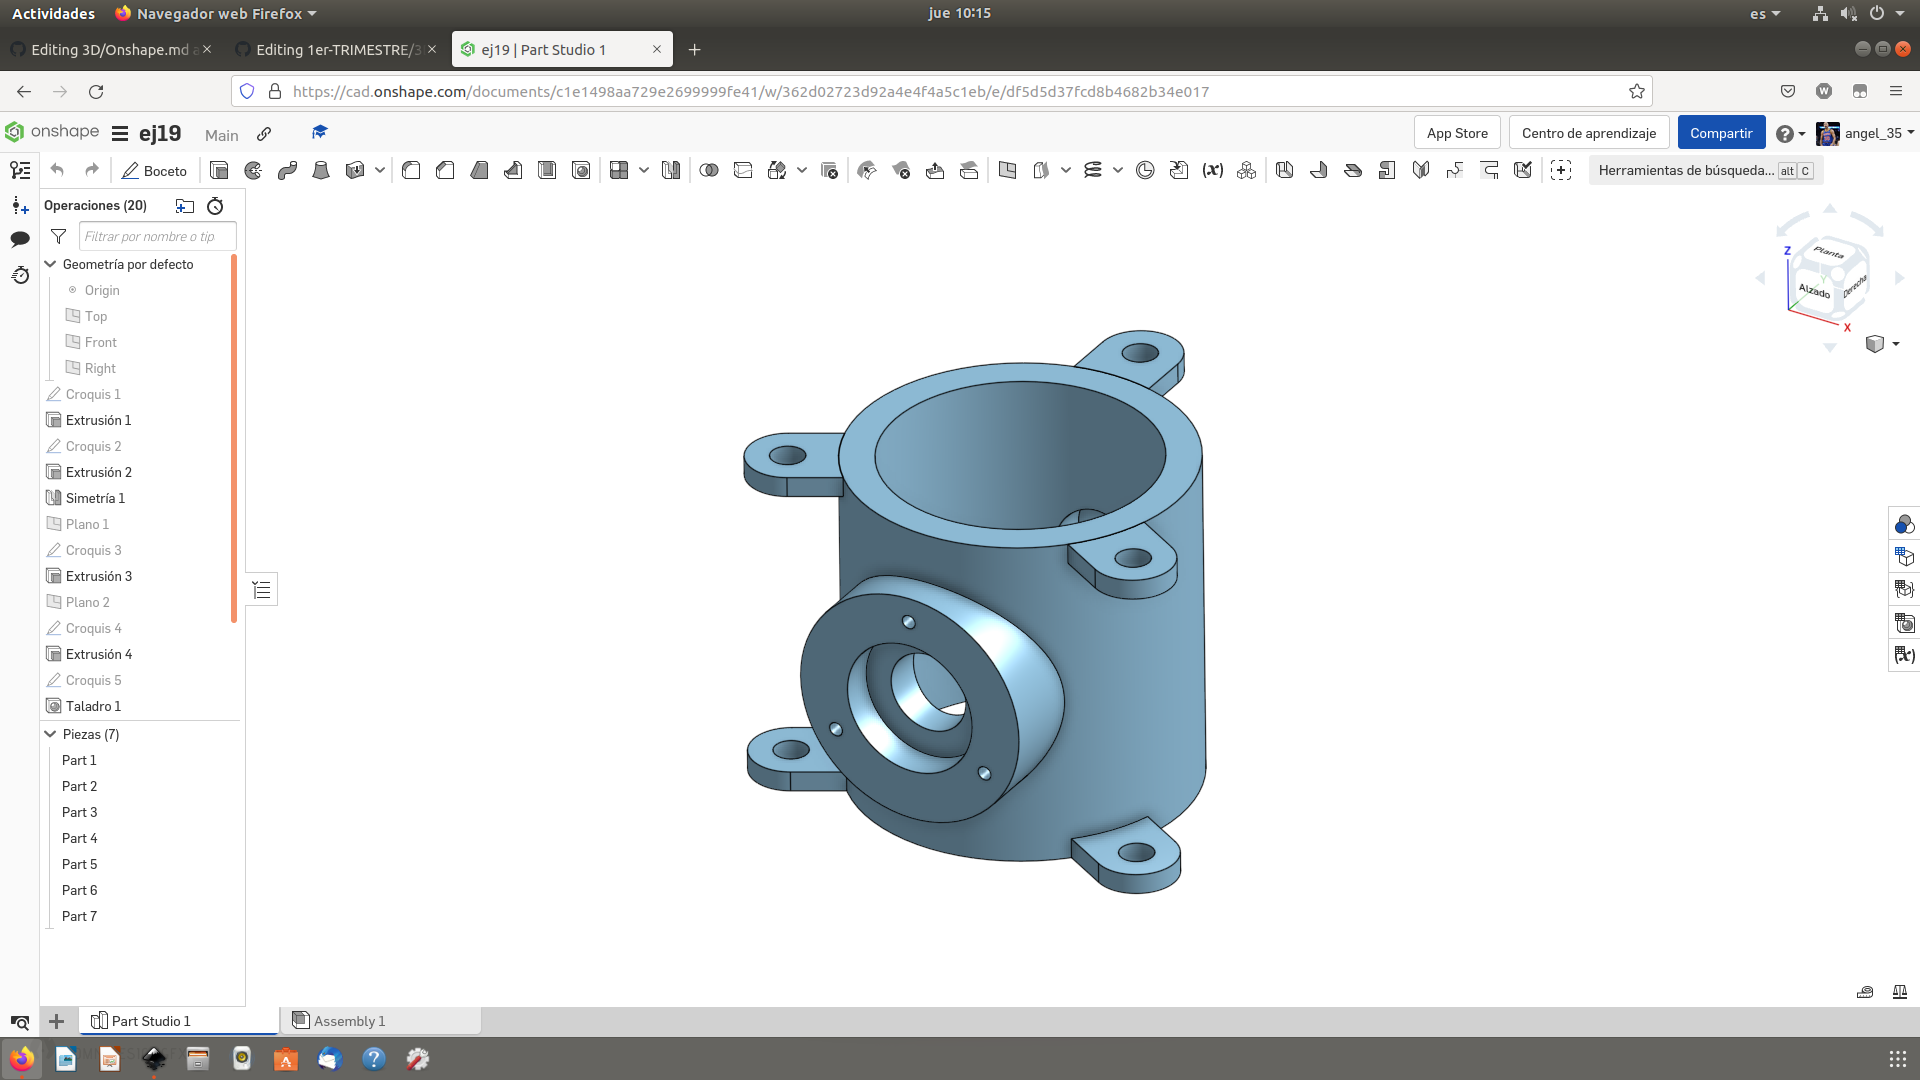 Actividades
Navegador web Firefox
jue 10:15
es
Editing 3D/Onshape.md a
Editing 1er-TRIMESTRE/3
ej19 | Part Studio 1
https://cad.onshape.com/documents/c1e1498aa729e2699999fe41/w/362d02723d92a4e4f4a5c1eb/e/df5d5d37fcd8b4682b34e017
onshape
ej19
Main
App Store
Centro de aprendizaje
Compartir
angel_35
Boceto
Herramientas de búsqueda... alt C
Operaciones (20)
Filtrar por nombre o tip
Geometría por defecto
Origin
Top
Front
Right
Croquis 1
Extrusión 1
Croquis 2
Extrusión 2
Simetría 1
Plano 1
Croquis 3
Extrusión 3
Plano 2
Croquis 4
Extrusión 4
Croquis 5
Taladro 1
Piezas (7)
Part 1
Part 2
Part 3
Part 4
Part 5
Part 6
Part 7
Z
Planta
Y
Alzado
Derecha
X
Part Studio 1
Assembly 1